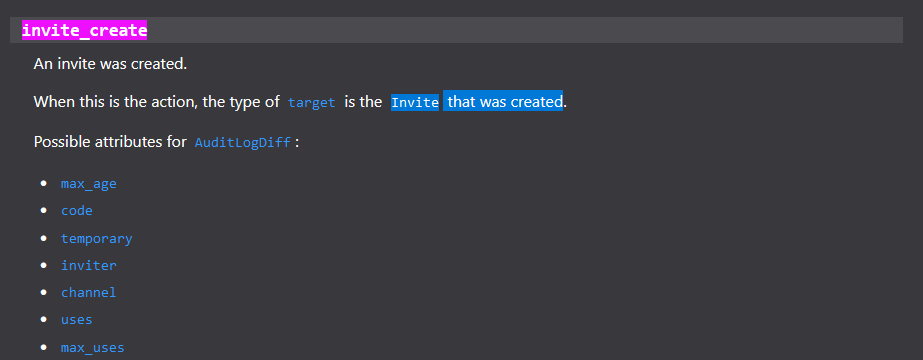 invite_create
An invite was created.
When this is the action, the type of target is the Invite that was created.
Possible attributes for AuditLogDiff:
• max_age
• code
• temporary
• inviter
• channel
• uses
• max_uses